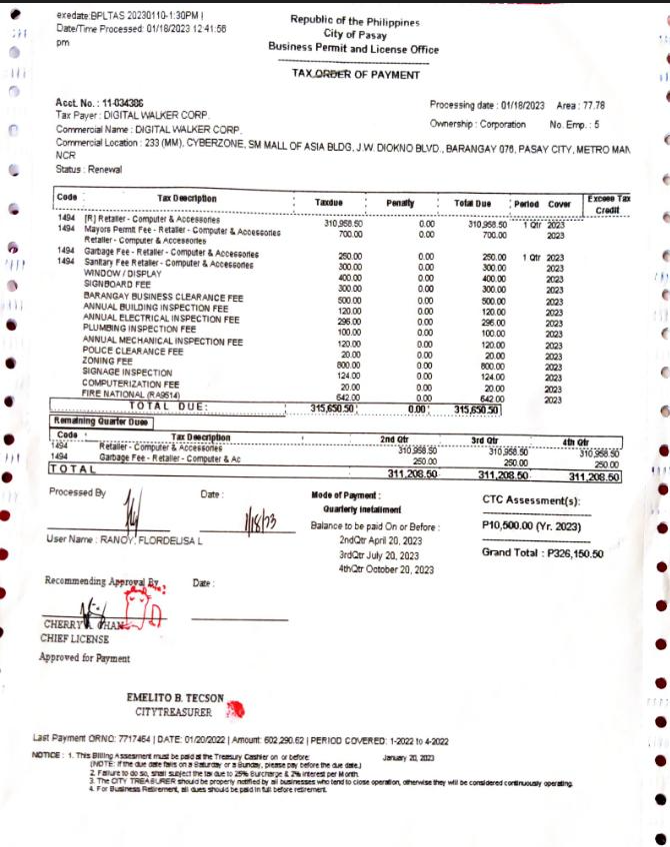 exedate:BPLTAS 20230110-1:30PM |
Date/Time Processed: 01/18/2023 12:41:56
pm
Republic of the Philippines
City of Pasay
Business Permit and License Office
TAX ORDER OF PAYMENT
Acct. No. : 11-034306
Processing date : 01/18/2023 Area : 77.78
Tax Payer : DIGITAL WALKER CORP.
Ownership : Corporation No. Emp. : 5
Commercial Name : DIGITAL WALKER CORP.
Commercial Location : 233 (MM), CYBERZONE, SM MALL OF ASIA BLDG, J.W. DIOKNO BLVD., BARANGAY 076, PASAY CITY, METRO MAN
NCR
Status : Renewal
Code Tax Description Taxdue Penalty Total Due Period Cover Excess Tax Credit
1494 [R] Retailer - Computer & Accessories 310,958.50 0.00 310,958.50 1 Qtr 2023
1494 Mayors Permit Fee - Retailer - Computer & Accessories 700.00 0.00 700.00 2023
Retailer - Computer & Accessories
1494 Garbage Fee - Retailer - Computer & Accessories 250.00 0.00 250.00 1 Qtr 2023
1494 Sanitary Fee Retailer - Computer & Accessories 300.00 0.00 300.00 2023
WINDOW / DISPLAY 400.00 0.00 400.00 2023
SIGNBOARD FEE 300.00 0.00 300.00 2023
BARANGAY BUSINESS CLEARANCE FEE 500.00 0.00 500.00 2023
ANNUAL BUILDING INSPECTION FEE 120.00 0.00 120.00 2023
ANNUAL ELECTRICAL INSPECTION FEE 296.00 0.00 296.00 2023
PLUMBING INSPECTION FEE 100.00 0.00 100.00 2023
ANNUAL MECHANICAL INSPECTION FEE 120.00 0.00 120.00 2023
POLICE CLEARANCE FEE 20.00 0.00 20.00 2023
ZONING FEE 800.00 0.00 800.00 2023
SIGNAGE INSPECTION 124.00 0.00 124.00 2023
COMPUTERIZATION FEE 20.00 0.00 20.00 2023
FIRE NATIONAL (RA9514) 642.00 0.00 642.00 2023
TOTAL DUE: 315,650.50 0.00 315,650.50
Remaining Quarter Dues
Code Tax Description 2nd Qtr 3rd Qtr 4th Qtr
1494 Retailer - Computer & Accessories 310,958.50 310,958.50 310,958.50
1494 Garbage Fee - Retailer - Computer & Ac 250.00 250.00 250.00
TOTAL 311,208.50 311,208.50 311,208.50
Processed By Date : 1/18/23
User Name : RANOY, FLORDELISA L
Mode of Payment :
Quarterly Installment
Balance to be paid On or Before :
2ndQtr April 20, 2023
3rdQtr July 20, 2023
4thQtr October 20, 2023
CTC Assessment(s):
P10,500.00 (Yr. 2023)
Grand Total : P326,150.50
Recommending Approval By Date :
CHERRY
CHIEF LICENSE
Approved for Payment
EMELITO B. TECSON
CITYTREASURER
Last Payment ORNO: 7717464 | DATE: 01/20/2022 | Amount: 602,290.62 | PERIOD COVERED: 1-2022 to 4-2022
NOTICE : 1. This Billing Assesment must be paid at the Treasury Cashier on or before: January 20, 2023
(NOTE: If the due date falls on a Saturday or a Sunday, please pay before the due date.)
2. Failure to do so, shall subject the tax due to 25% Surcharge & 2% Interest per Month.
3. The CITY TREASURER should be properly notified by all businesses who tend to close operation, otherwise they will be considered continuously operating.
4. For Business Retirement, all dues should be paid in full before retirement.